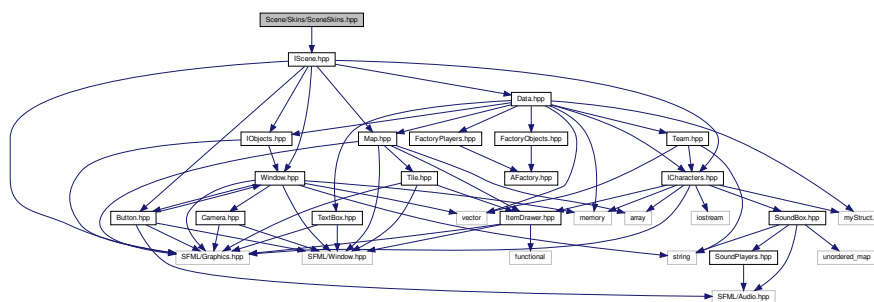 Scene/Skins/SceneSkins.hpp
IScene.hpp
Data.hpp
IObjects.hpp
Map.hpp
FactoryPlayers.hpp
FactoryObjects.hpp
Team.hpp
Window.hpp
Tile.hpp
AFactory.hpp
ICharacters.hpp
Button.hpp
Camera.hpp
TextBox.hpp
vector
ItemDrawer.hpp
memory
array
iostream
SoundBox.hpp
myStruct.
SFML/Graphics.hpp
SFML/Window.hpp
functional
string
SoundPlayers.hpp
unordered_map
SFML/Audio.hpp